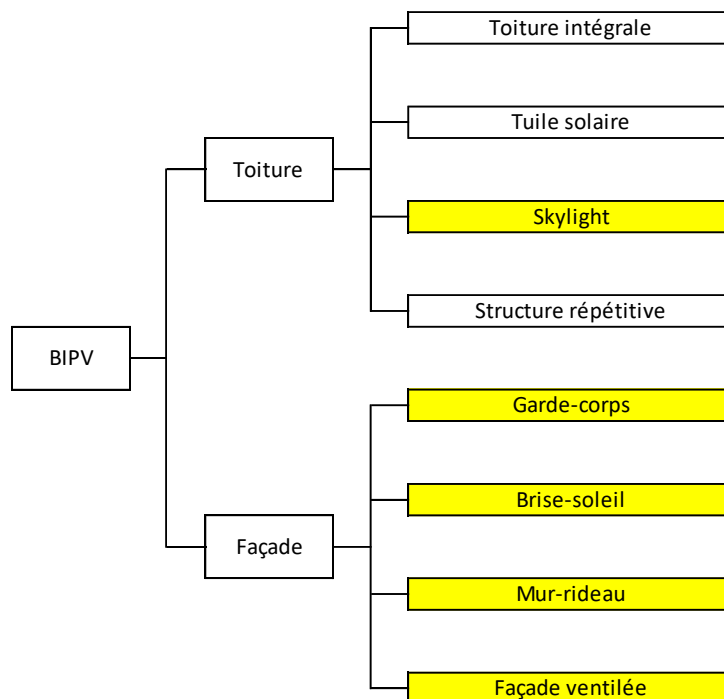 Toiture intégrale
Tuile solaire
Toiture
Skylight
Structure répétitive
BIPV
Garde-corps
Brise-soleil
Façade
Mur-rideau
Façade ventilée